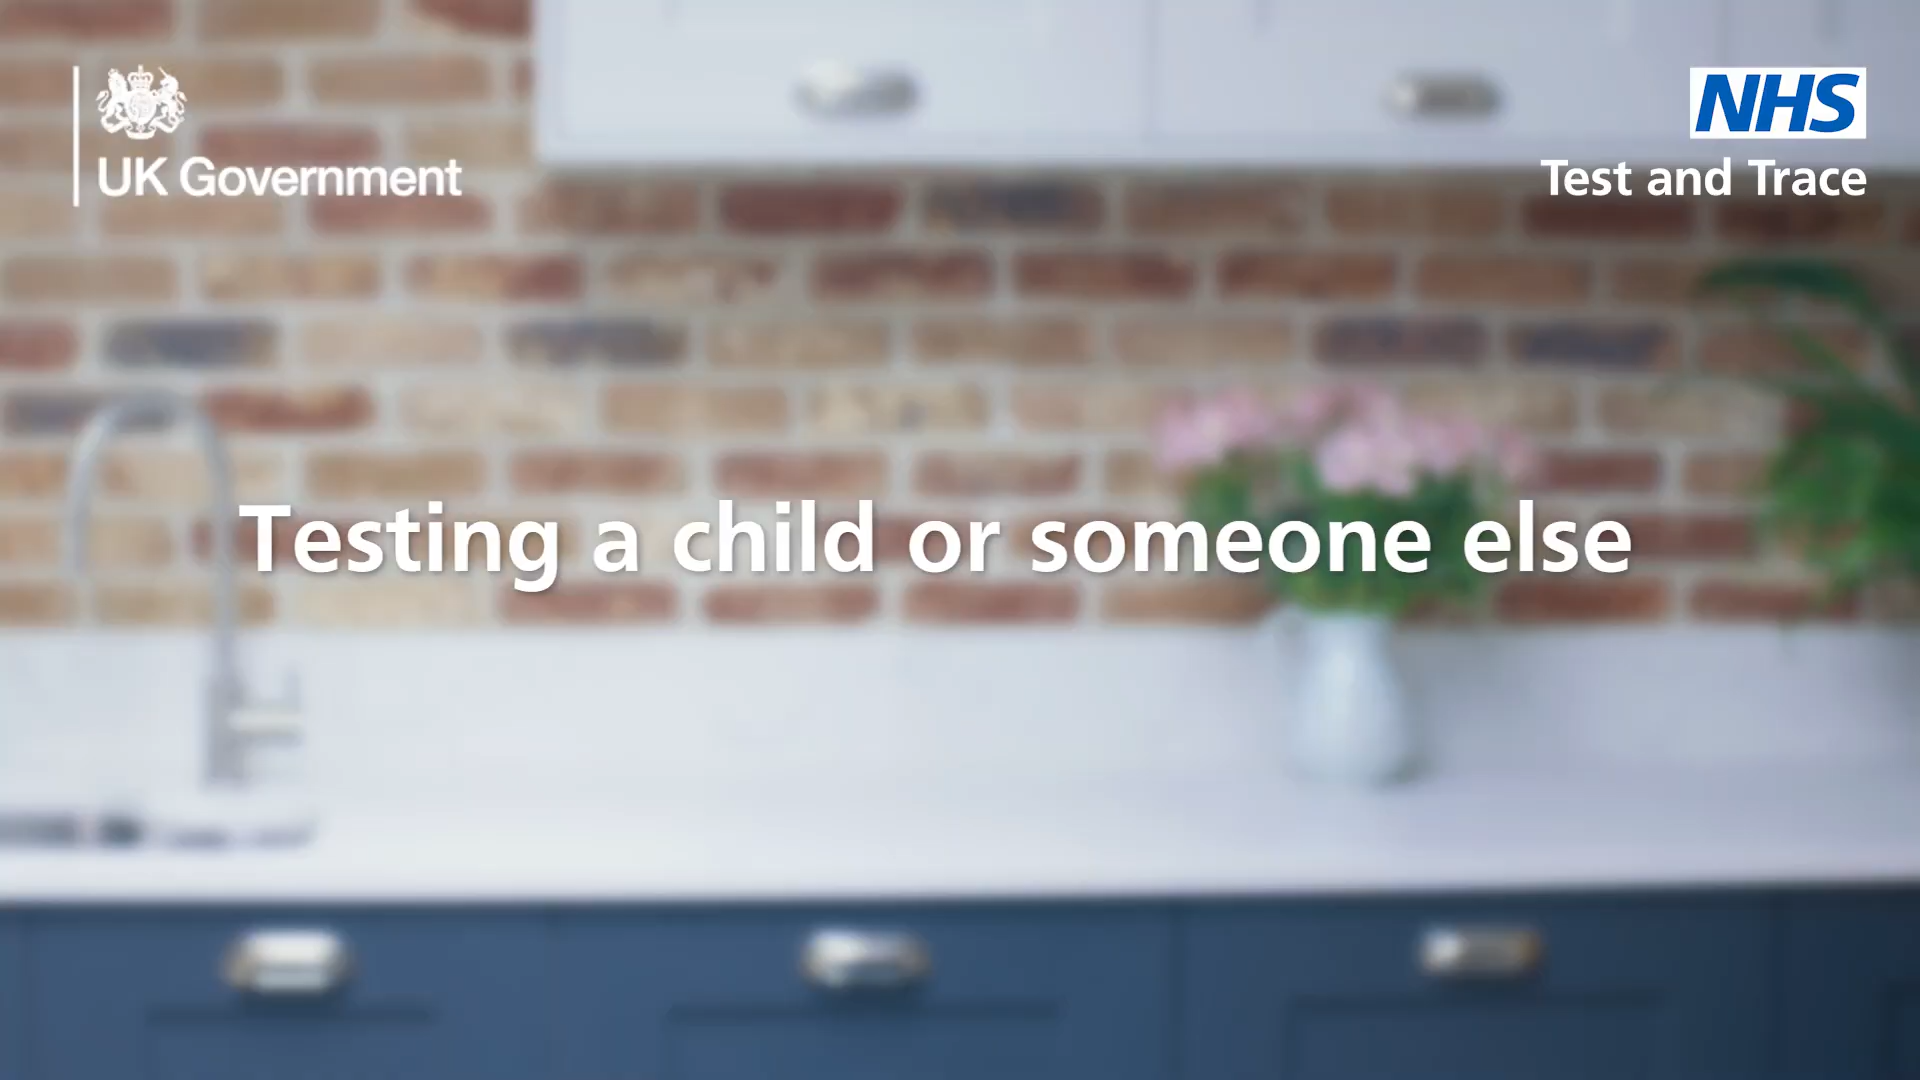 UK Government
NHS
Test and Trace
Testing a child or someone else